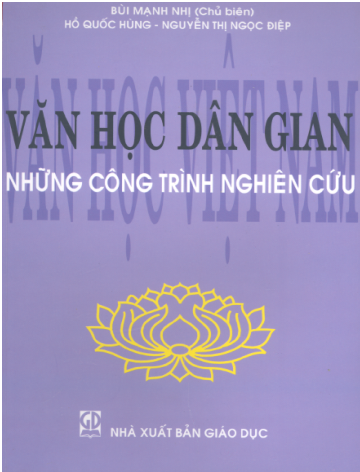 BÙI MẠNH NHỊ (Chủ biên)
HỒ QUỐC HÙNG - NGUYỄN THỊ NGỌC ĐIỆP
VĂN HỌC VIỆT NAM
VĂN HỌC DÂN GIAN
NHỮNG CÔNG TRÌNH NGHIÊN CỨU
GD
NHÀ XUẤT BẢN GIÁO DỤC